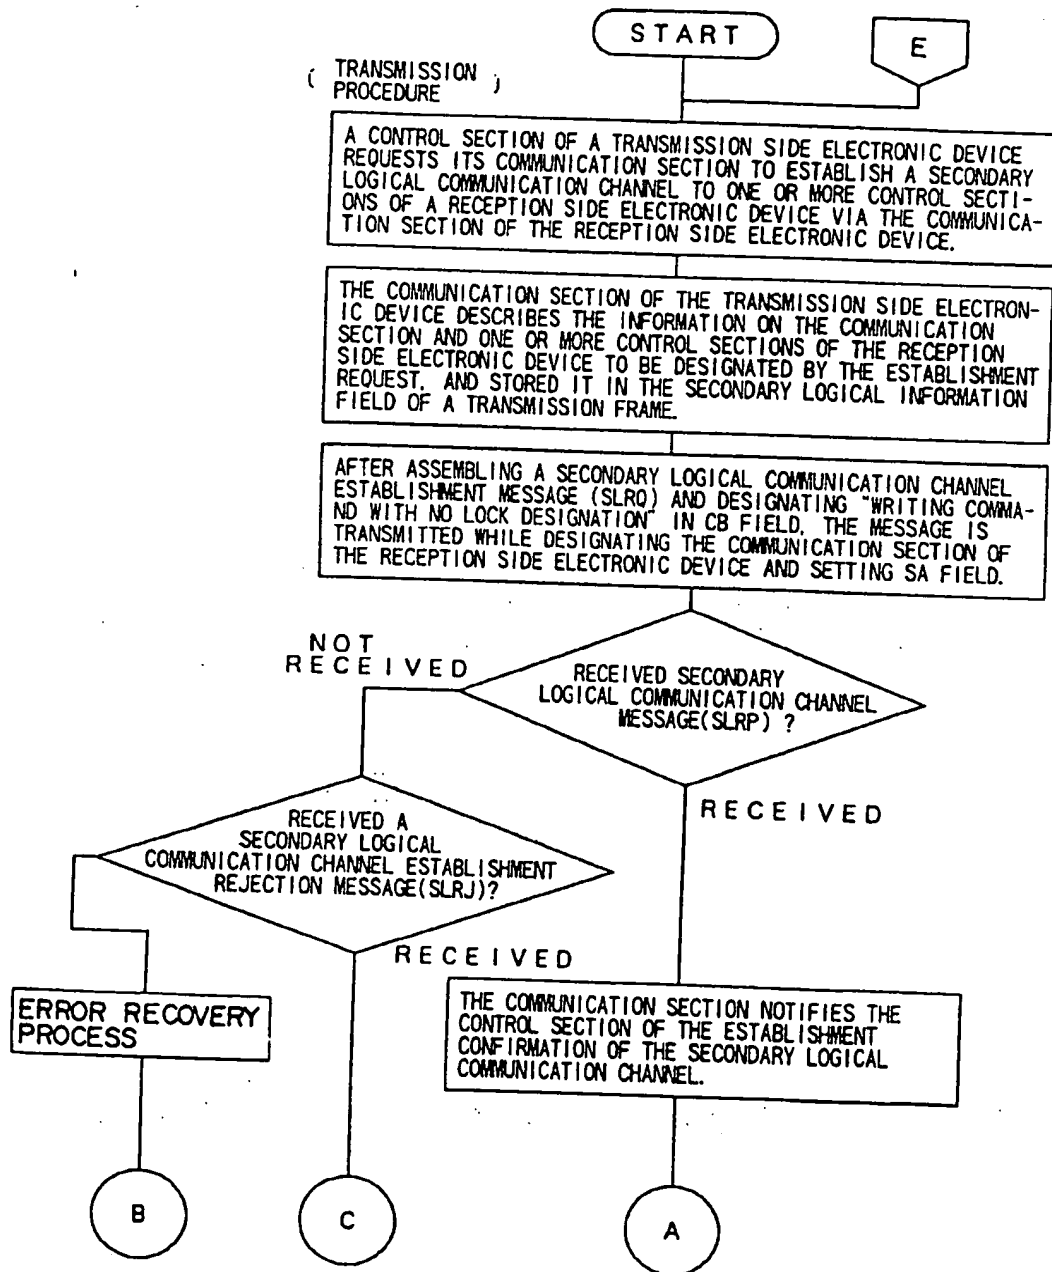 START
E
( TRANSMISSION )
PROCEDURE
A CONTROL SECTION OF A TRANSMISSION SIDE ELECTRONIC DEVICE
REQUESTS ITS COMMUNICATION SECTION TO ESTABLISH A SECONDARY
LOGICAL COMMUNICATION CHANNEL TO ONE OR MORE CONTROL SECTI-
ONS OF A RECEPTION SIDE ELECTRONIC DEVICE VIA THE COMMUNICA-
TION SECTION OF THE RECEPTION SIDE ELECTRONIC DEVICE.
THE COMMUNICATION SECTION OF THE TRANSMISSION SIDE ELECTRON-
IC DEVICE DESCRIBES THE INFORMATION ON THE COMMUNICATION
SECTION AND ONE OR MORE CONTROL SECTIONS OF THE RECEPTION
SIDE ELECTRONIC DEVICE TO BE DESIGNATED BY THE ESTABLISHMENT
REQUEST, AND STORED IT IN THE SECONDARY LOGICAL INFORMATION
FIELD OF A TRANSMISSION FRAME.
AFTER ASSEMBLING A SECONDARY LOGICAL COMMUNICATION CHANNEL
ESTABLISHMENT MESSAGE (SLRQ) AND DESIGNATING "WRITING COMMA-
ND WITH NO LOCK DESIGNATION" IN CB FIELD, THE MESSAGE IS
TRANSMITTED WHILE DESIGNATING THE COMMUNICATION SECTION OF
THE RECEPTION SIDE ELECTRONIC DEVICE AND SETTING SA FIELD.
NOT
RECEIVED
RECEIVED SECONDARY
LOGICAL COMMUNICATION CHANNEL
MESSAGE(SLRP) ?
RECEIVED
RECEIVED A
SECONDARY LOGICAL
COMMUNICATION CHANNEL ESTABLISHMENT
REJECTION MESSAGE(SLRJ)?
RECEIVED
ERROR RECOVERY
PROCESS
THE COMMUNICATION SECTION NOTIFIES THE
CONTROL SECTION OF THE ESTABLISHMENT
CONFIRMATION OF THE SECONDARY LOGICAL
COMMUNICATION CHANNEL.
B
C
A